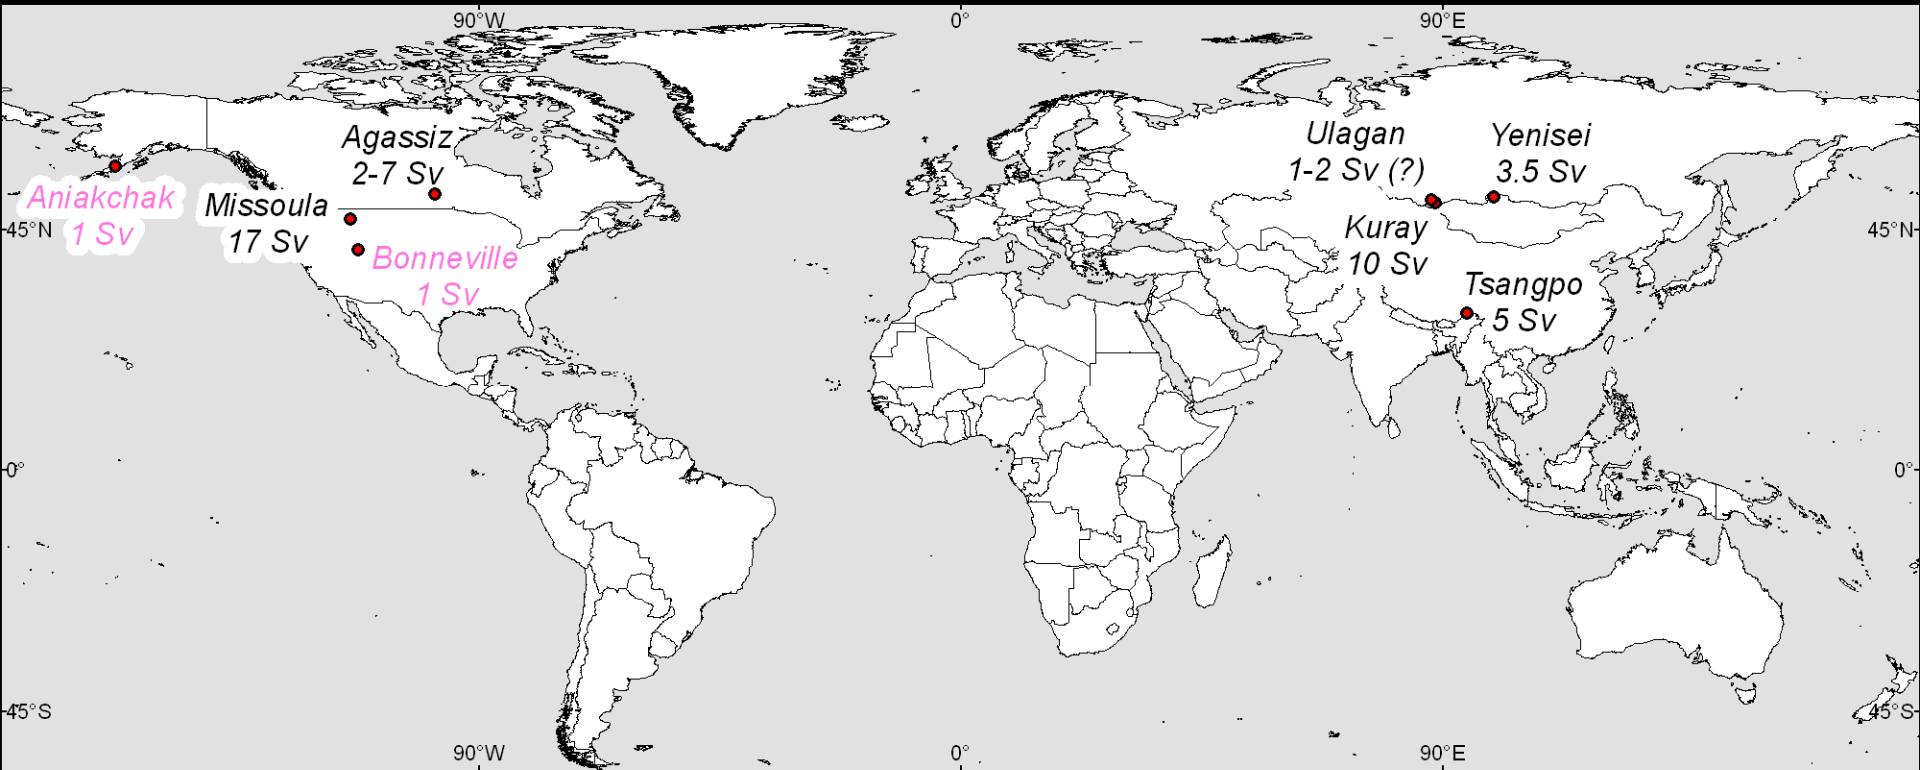 90°W
0°
90°E
Agassiz
2-7 Sv
Ulagan
1-2 Sv (?)
Yenisei
3.5 Sv
Aniakchak
1 Sv
Missoula
17 Sv
45°N
45°N
Kuray
10 Sv
Bonneville
1 Sv
Tsangpo
5 Sv
0°
0°
45°S
45°S
90°W
0°
90°E